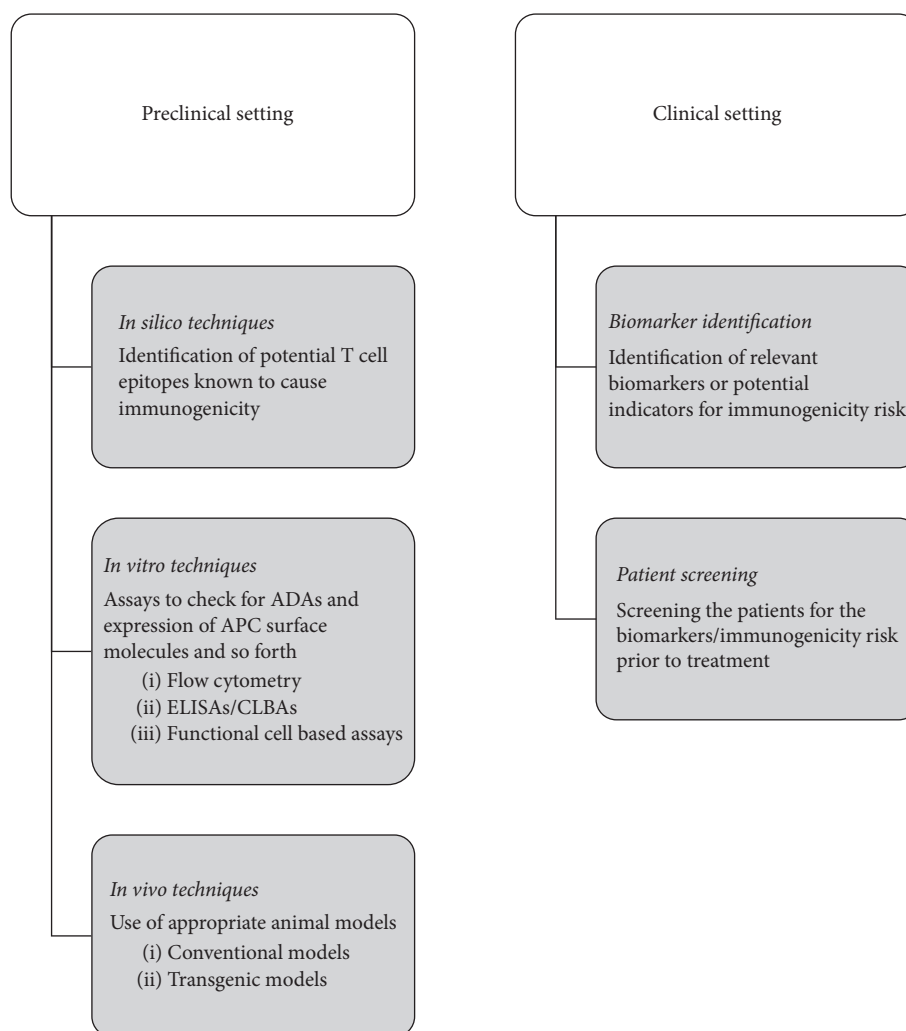 Preclinical setting
In silico techniques
Identification of potential T cell
epitopes known to cause
immunogenicity
In vitro techniques
Assays to check for ADAs and
expression of APC surface
molecules and so forth
(i) Flow cytometry
(ii) ELISAs/CLBAs
(iii) Functional cell based assays
In vivo techniques
Use of appropriate animal models
(i) Conventional models
(ii) Transgenic models
Clinical setting
Biomarker identification
Identification of relevant
biomarkers or potential
indicators for immunogenicity risk
Patient screening
Screening the patients for the
biomarkers/immunogenicity risk
prior to treatment